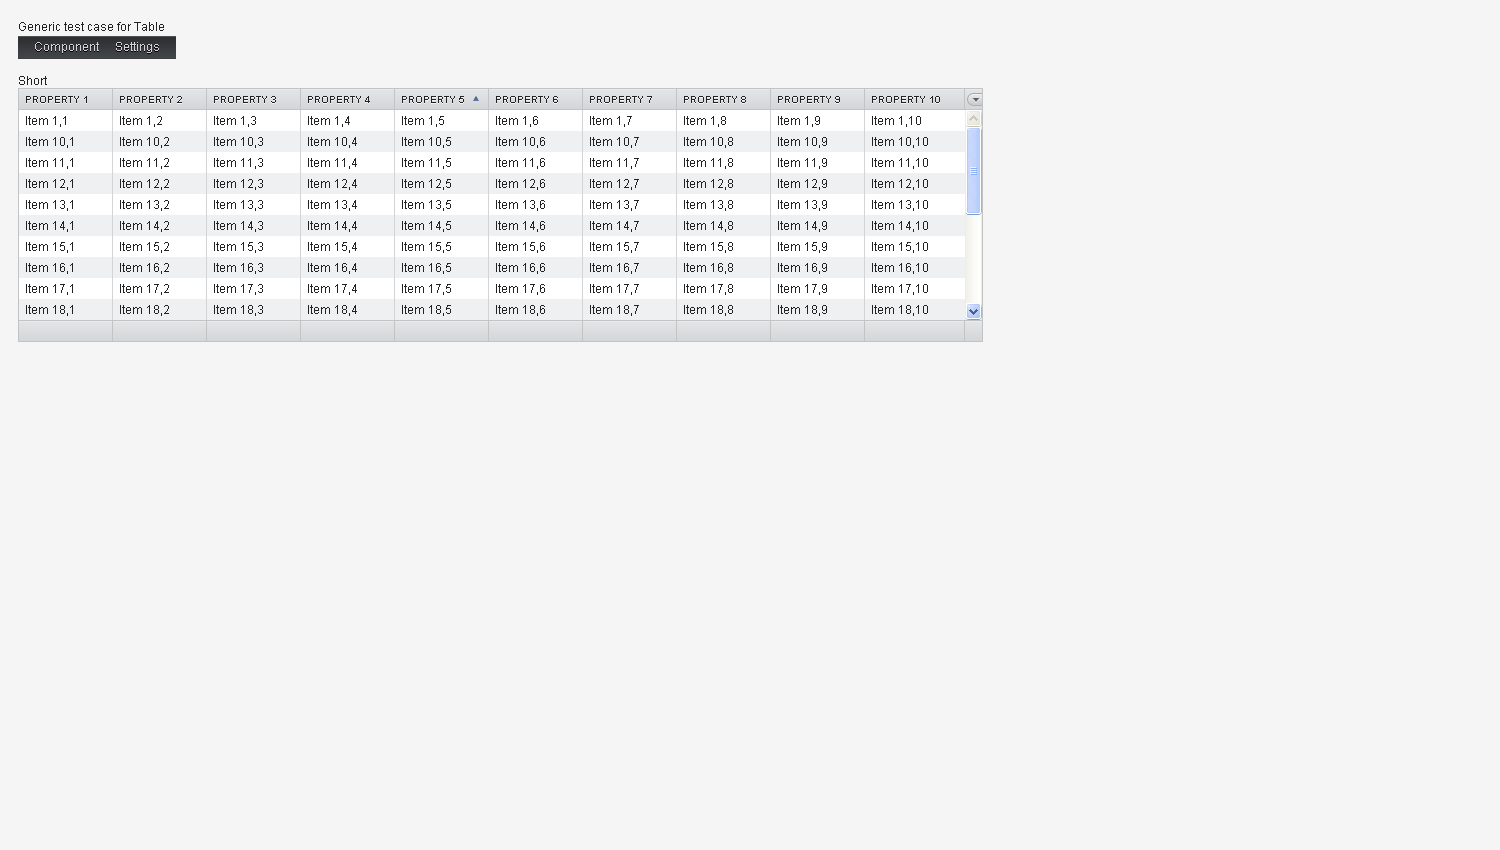 Generic test case for Table
Component Settings
Short
PROPERTY 1 PROPERTY 2 PROPERTY 3 PROPERTY 4 PROPERTY 5 PROPERTY 6 PROPERTY 7 PROPERTY 8 PROPERTY 9 PROPERTY 10
Item 1,1 Item 1,2 Item 1,3 Item 1,4 Item 1,5 Item 1,6 Item 1,7 Item 1,8 Item 1,9 Item 1,10
Item 10,1 Item 10,2 Item 10,3 Item 10,4 Item 10,5 Item 10,6 Item 10,7 Item 10,8 Item 10,9 Item 10,10
Item 11,1 Item 11,2 Item 11,3 Item 11,4 Item 11,5 Item 11,6 Item 11,7 Item 11,8 Item 11,9 Item 11,10
Item 12,1 Item 12,2 Item 12,3 Item 12,4 Item 12,5 Item 12,6 Item 12,7 Item 12,8 Item 12,9 Item 12,10
Item 13,1 Item 13,2 Item 13,3 Item 13,4 Item 13,5 Item 13,6 Item 13,7 Item 13,8 Item 13,9 Item 13,10
Item 14,1 Item 14,2 Item 14,3 Item 14,4 Item 14,5 Item 14,6 Item 14,7 Item 14,8 Item 14,9 Item 14,10
Item 15,1 Item 15,2 Item 15,3 Item 15,4 Item 15,5 Item 15,6 Item 15,7 Item 15,8 Item 15,9 Item 15,10
Item 16,1 Item 16,2 Item 16,3 Item 16,4 Item 16,5 Item 16,6 Item 16,7 Item 16,8 Item 16,9 Item 16,10
Item 17,1 Item 17,2 Item 17,3 Item 17,4 Item 17,5 Item 17,6 Item 17,7 Item 17,8 Item 17,9 Item 17,10
Item 18,1 Item 18,2 Item 18,3 Item 18,4 Item 18,5 Item 18,6 Item 18,7 Item 18,8 Item 18,9 Item 18,10